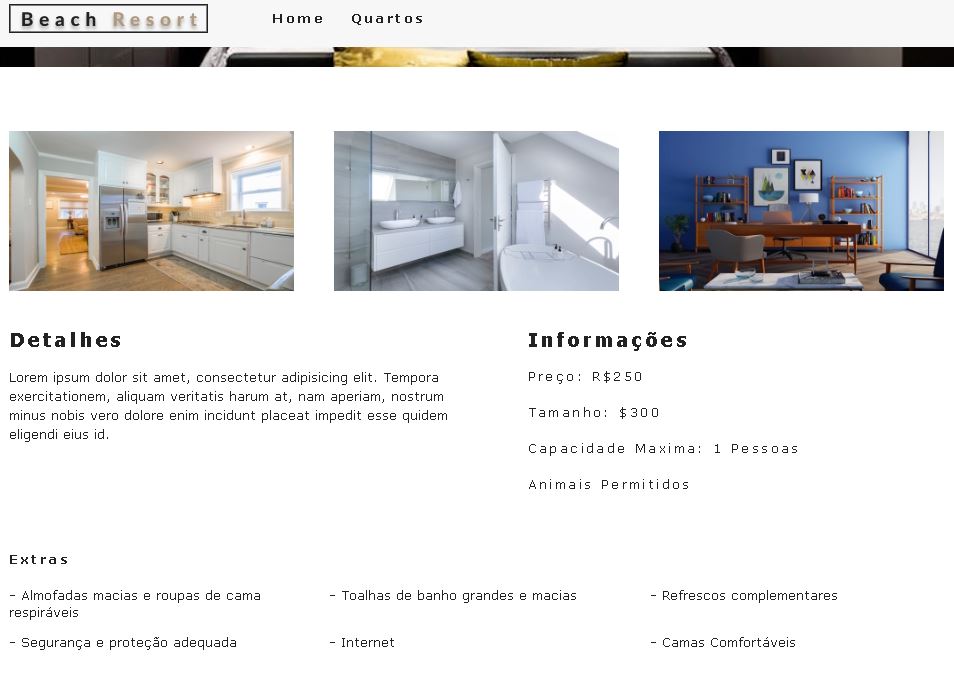 Beach Resort
Home Quartos
Detalhes
Lorem ipsum dolor sit amet, consectetur adipisicing elit. Tempora
exercitationem, aliquam veritatis harum at, nam aperiam, nostrum
minus nobis vero dolore enim incidunt placeat impedit esse quidem
eligendi eius id.
Informações
Preço: R$250
Tamanho: $300
Capacidade Maxima: 1 Pessoas
Animais Permitidos
Extras
- Almofadas macias e roupas de cama
respiráveis
- Toalhas de banho grandes e macias
- Refrescos complementares
- Segurança e proteção adequada
- Internet
- Camas Comfortáveis